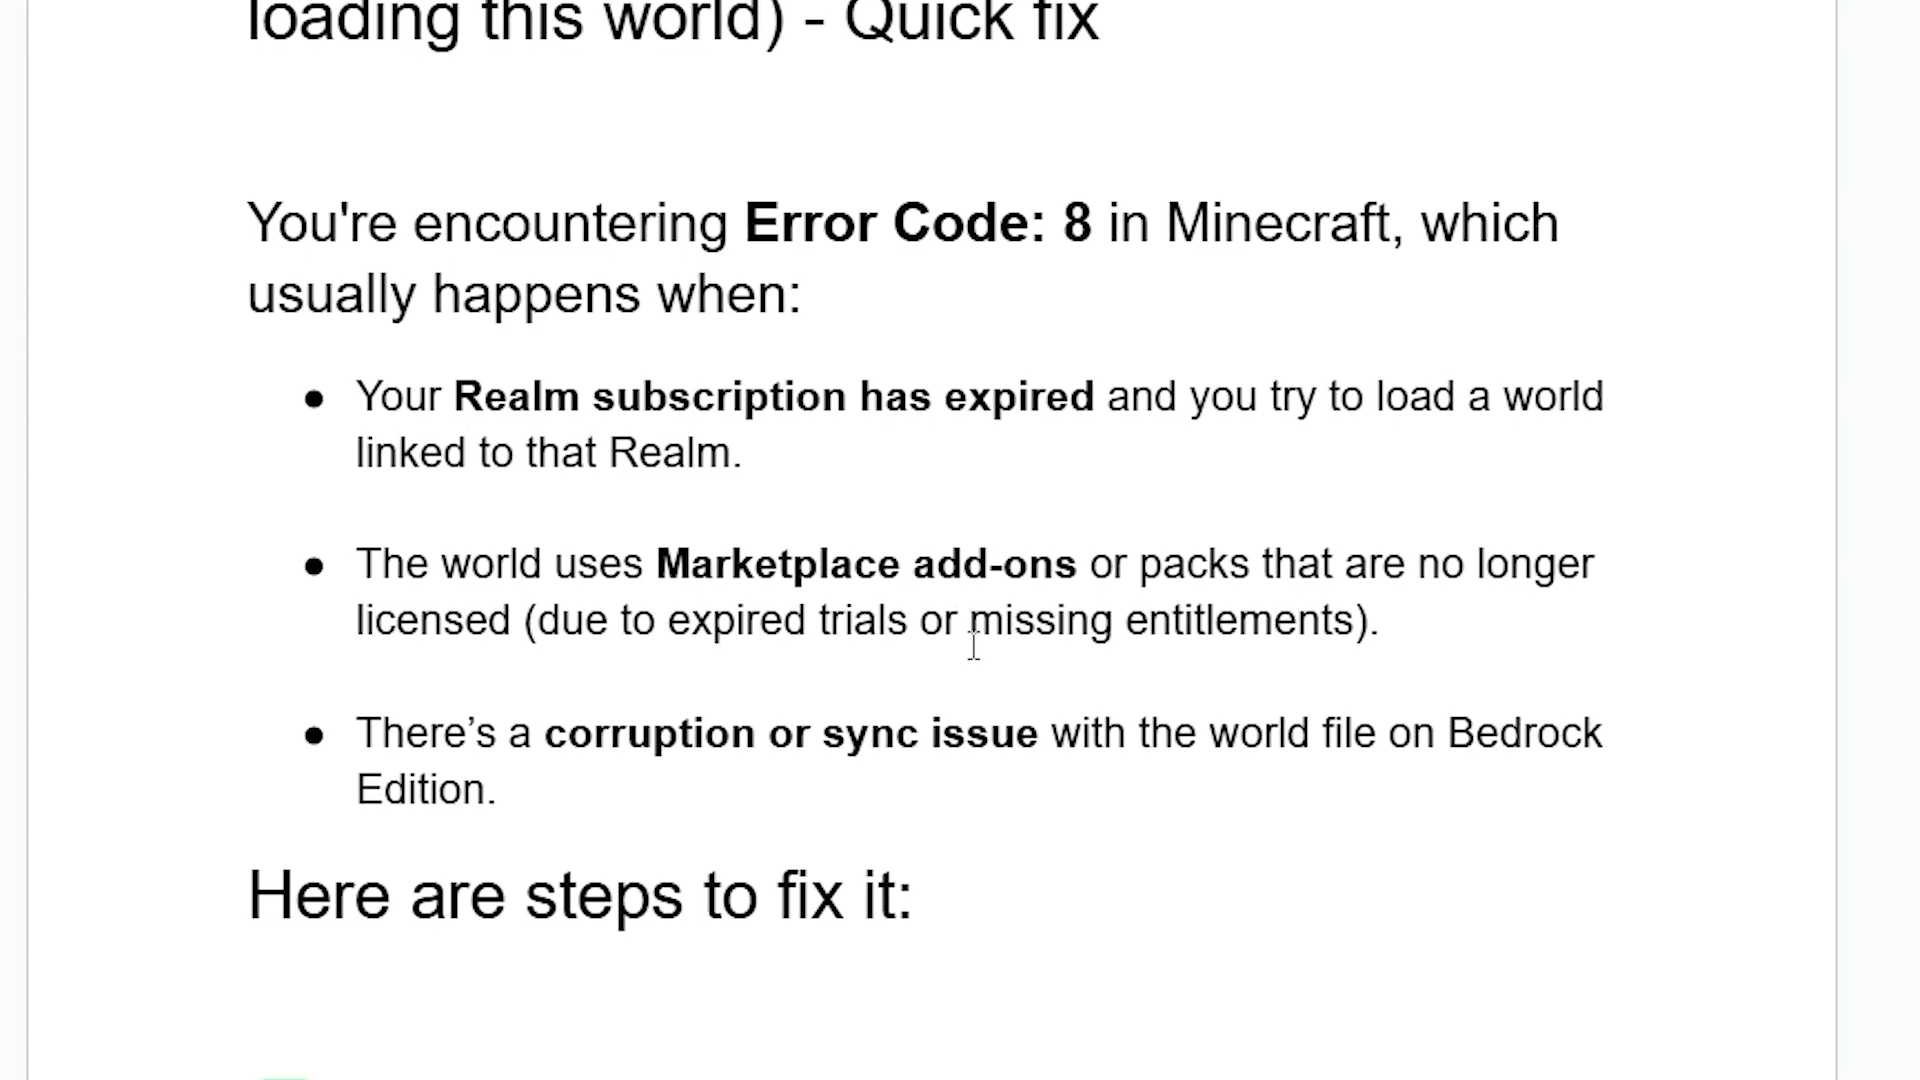 loading this world) - Quick fix
You're encountering Error Code: 8 in Minecraft, which
usually happens when:
● Your Realm subscription has expired and you try to load a world
linked to that Realm.
● The world uses Marketplace add-ons or packs that are no longer
licensed (due to expired trials or missing entitlements).
● There’s a corruption or sync issue with the world file on Bedrock
Edition.
Here are steps to fix it: